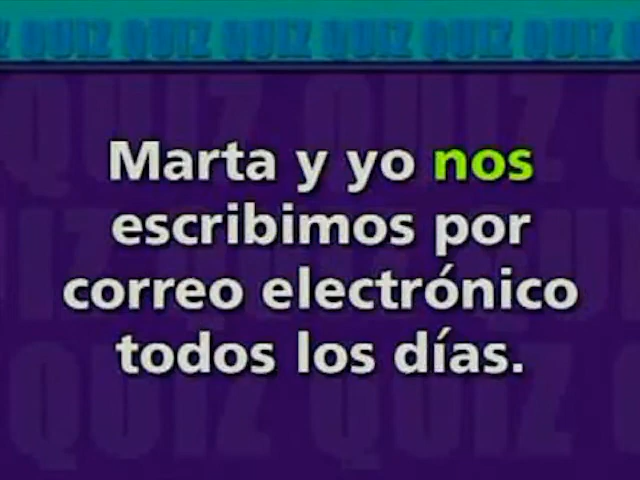 QUIZ QUIZ QUIZ QUIZ QUIZ QUIZ
Marta y yo nos
escribimos por
correo electrónico
todos los días.